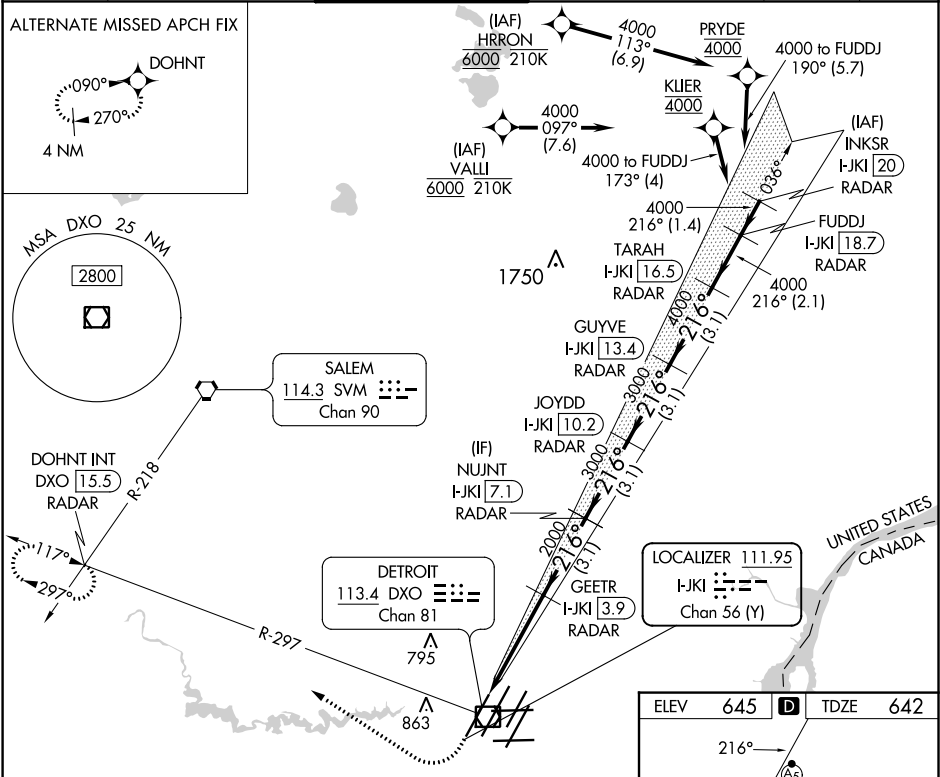 ALTERNATE MISSED APCH FIX
DOHNT
090°
270°
4 NM
(IAF)
HRRON
6000 210K
4000
113°
(6.9)
PRYDE
4000
4000 to FUDDJ
190° (5.7)
KLIER
4000
(IAF)
VALLI
6000 210K
4000
097°
(7.6)
4000 to FUDDJ
173° (4)
(IAF)
INKSR
I-JKI 20
RADAR
036°
4000
216° (1.4)
FUDDJ
I-JKI 18.7
RADAR
4000
216° (2.1)
TARAH
I-JKI 16.5
RADAR
1750
4000
216°
(3.1)
GUYVE
I-JKI 13.4
RADAR
3000
216°
(3.1)
JOYDD
I-JKI 10.2
RADAR
3000
216°
(3.1)
(IF)
NUJNT
I-JKI 7.1
RADAR
2000
216°
(3.1)
GEETR
I-JKI 3.9
RADAR
MSA DXO 25 NM
2800
SALEM
114.3 SVM
Chan 90
R-218
DOHNT INT
DXO 15.5
RADAR
117°
297°
R-297
DETROIT
113.4 DXO
Chan 81
795
863
LOCALIZER 111.95
I-JKI
Chan 56 (Y)
UNITED STATES
CANADA
ELEV 645 D TDZE 642
216°
A5